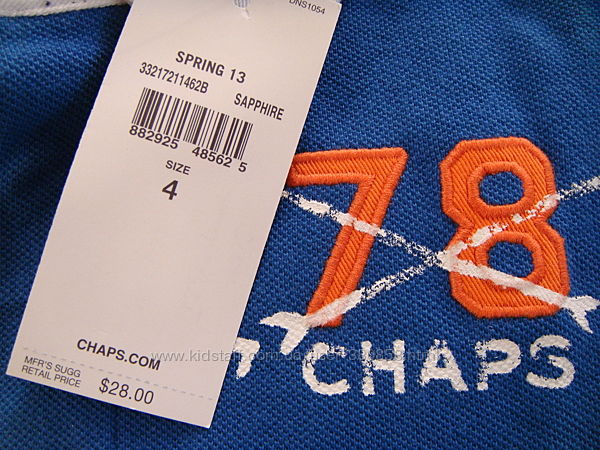 DNS1054
SPRING 13
33217211462B SAPPHIRE
882925 48562 5
SIZE
4
CHAPS.COM
MFR'S SUGG
RETAIL PRICE
$28.00
78
7 CHAPS